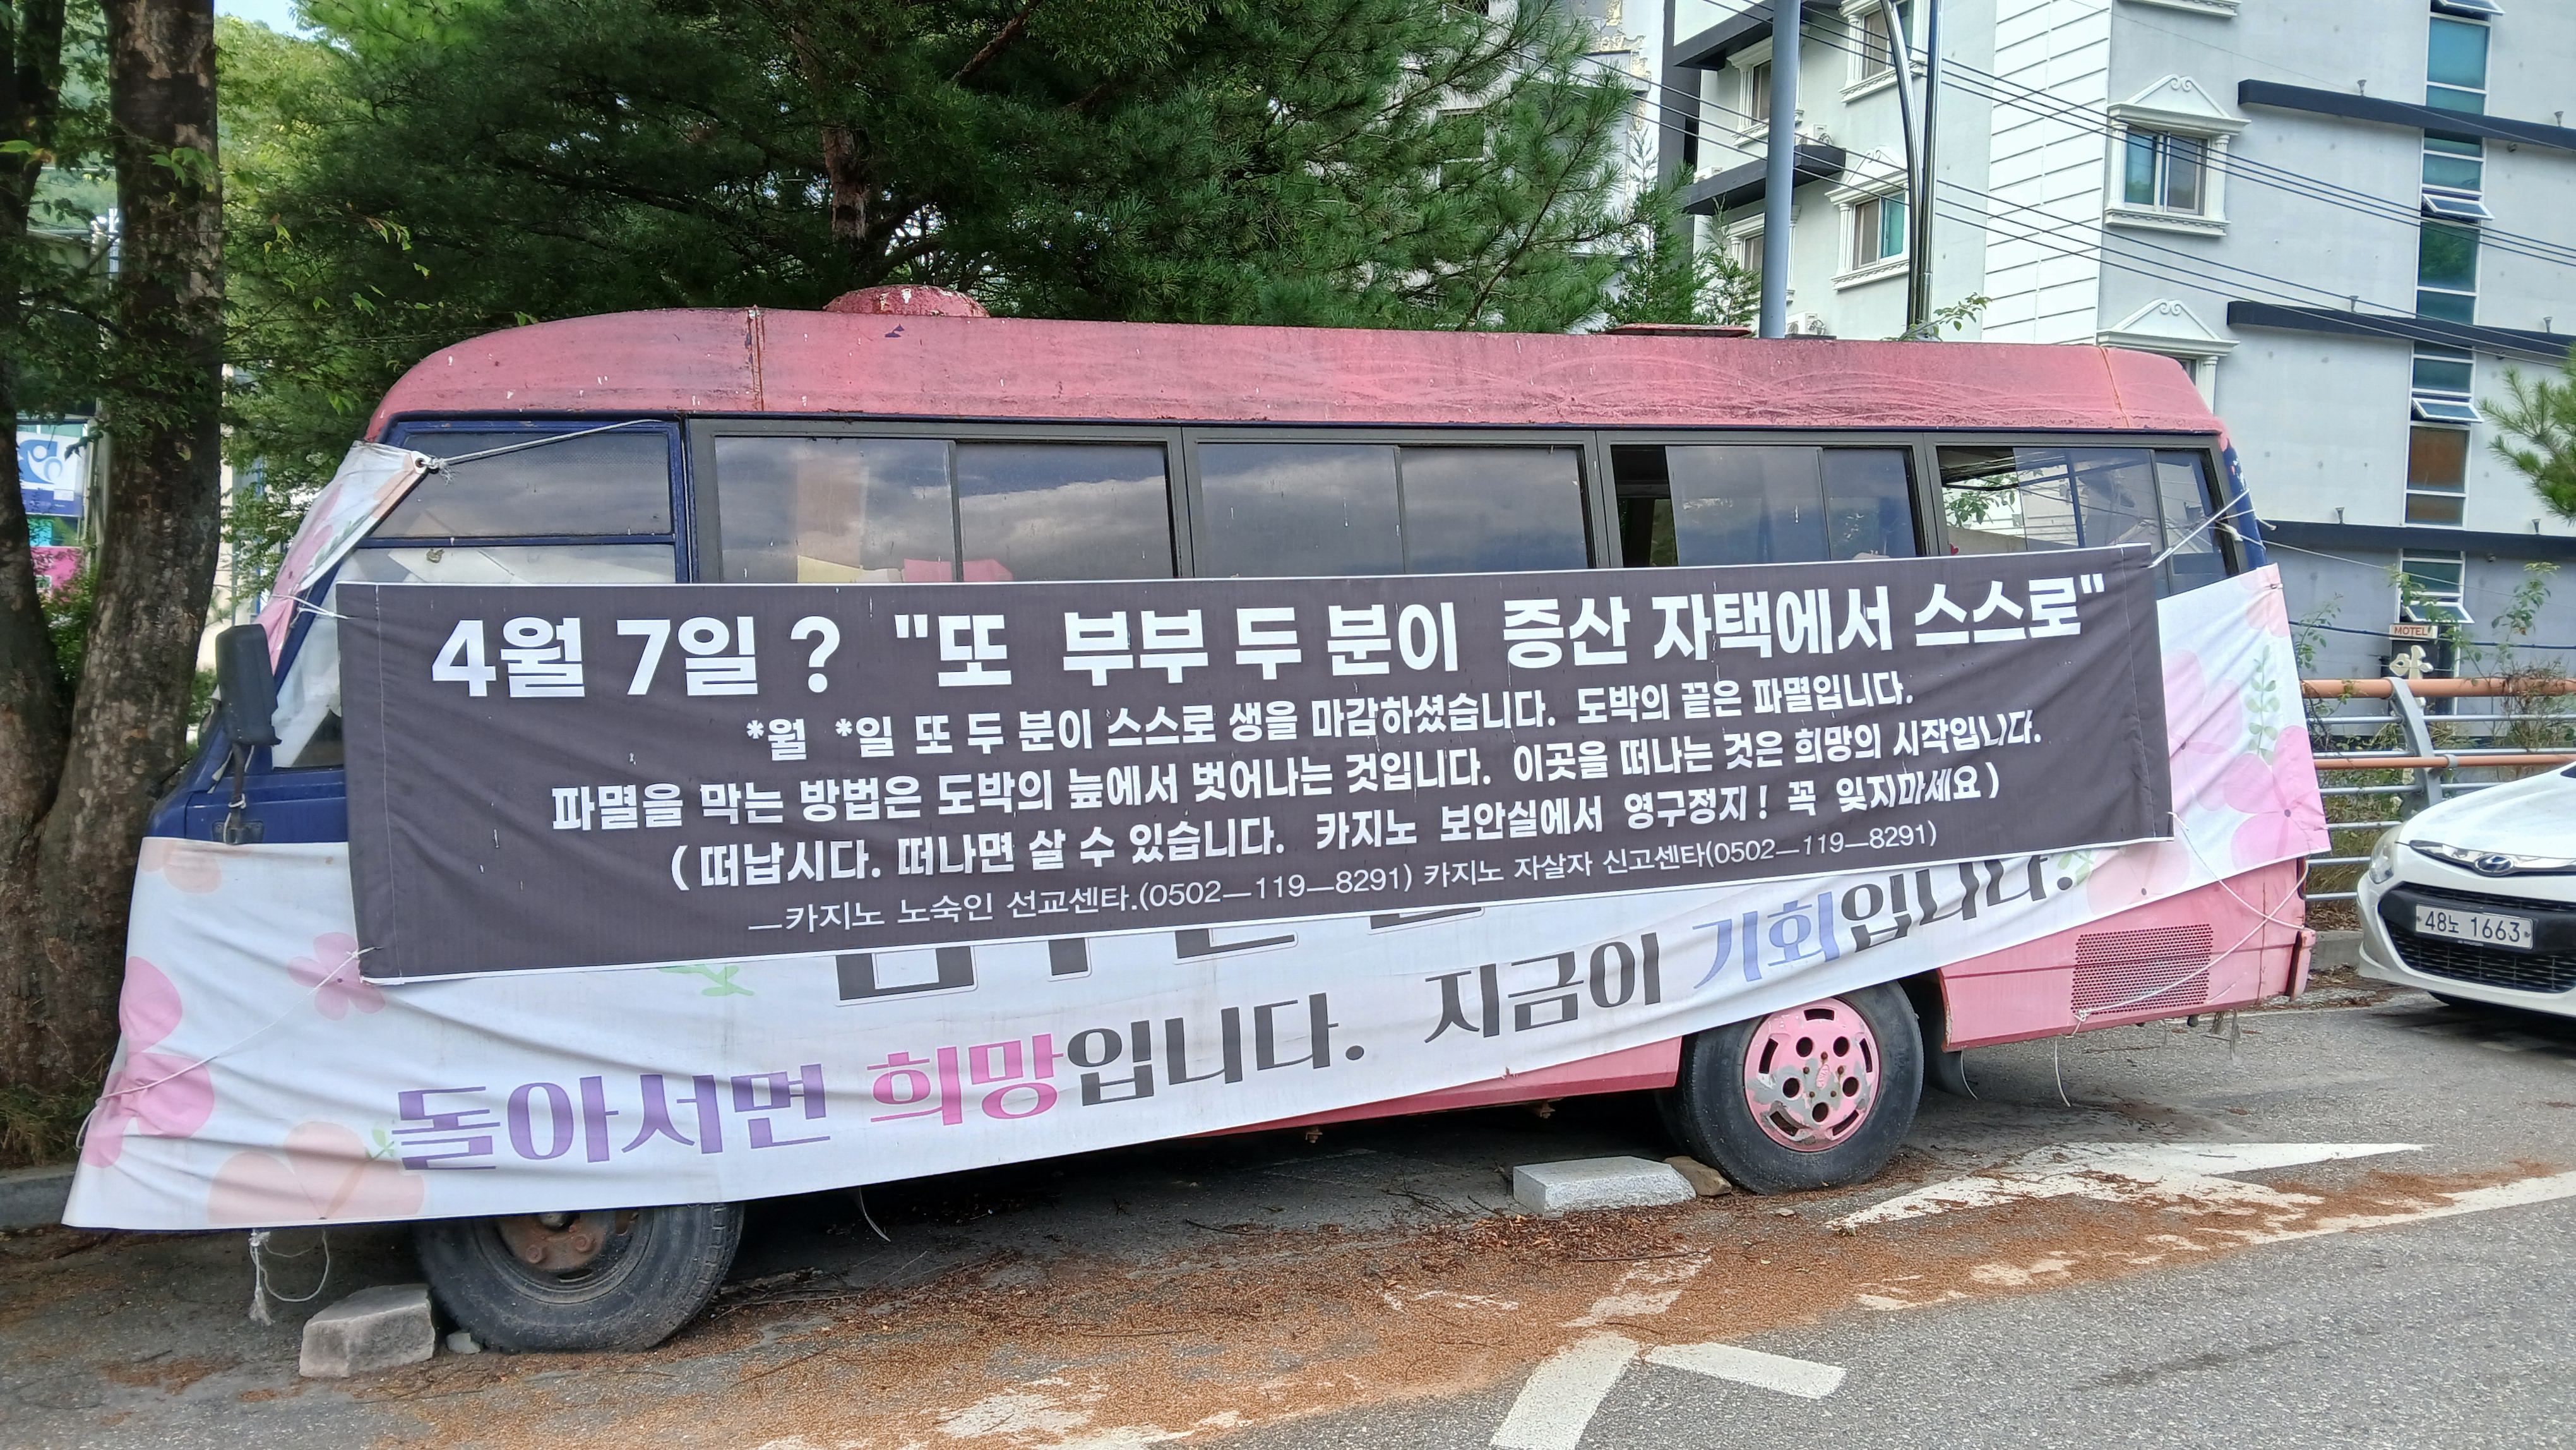 4월 7일 ? "또 부부 두 분이 증산 자택에서 스스로"
*월 *일 또 두 분이 스스로 생을 마감하셨습니다. 도박의 끝은 파멸입니다.
파멸을 막는 방법은 도박의 늪에서 벗어나는 것입니다. 이곳을 떠나는 것은 희망의 시작입니다.
( 떠납시다. 떠나면 살 수 있습니다. 카지노 보안실에서 영구정지 ! 꼭 잊지마세요 )
—카지노 노숙인 선교센타.(0502—119—8291) 카지노 자살자 신고센타(0502—119—8291)
돌아서면 희망입니다. 지금이 기회입니다.
MOTEL
48노 1663